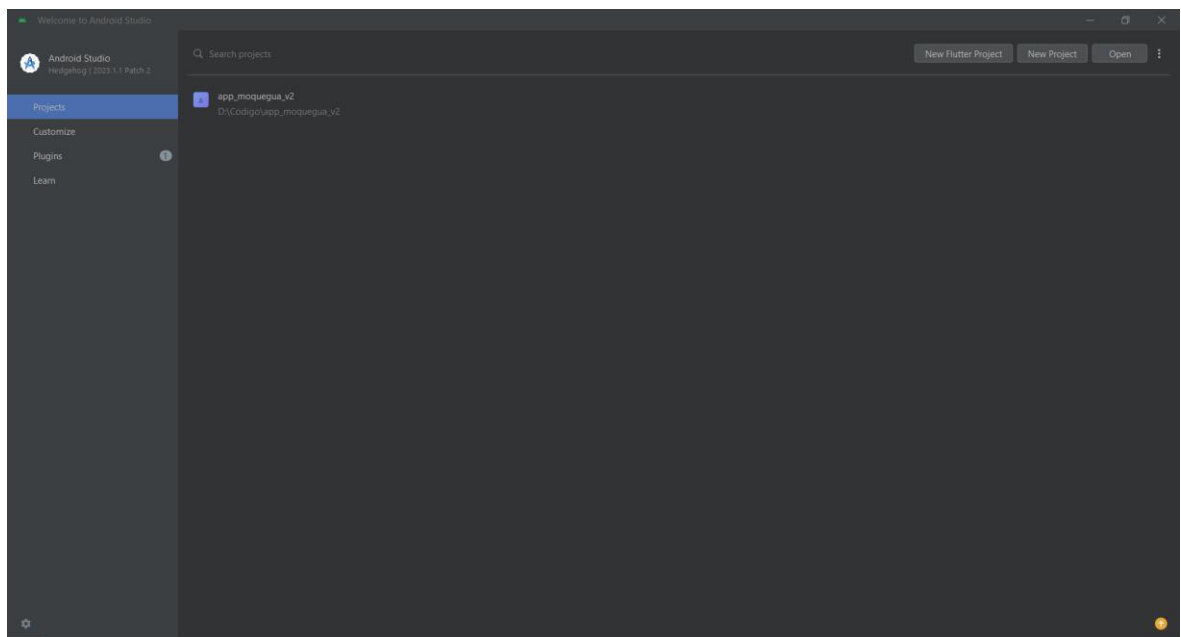 Welcome to Android Studio
Android Studio
Hedgehog | 2023.1.1 Patch 2
Search projects
New Flutter Project
New Project
Open
Projects
Customize
Plugins
1
Learn
app_moquegua_v2
D:\Codigo\app_moquegua_v2